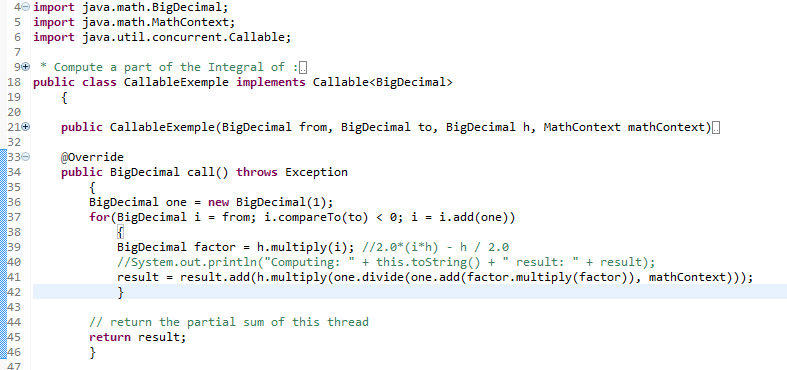 4 import java.math.BigDecimal;
5 import java.math.MathContext;
6 import java.util.concurrent.Callable;
7
9 * Compute a part of the Integral of :
18 public class CallableExemple implements Callable<BigDecimal>
19 {
20
21 public CallableExemple(BigDecimal from, BigDecimal to, BigDecimal h, MathContext mathContext)
32
33 @Override
34 public BigDecimal call() throws Exception
35 {
36 BigDecimal one = new BigDecimal(1);
37 for(BigDecimal i = from; i.compareTo(to) < 0; i = i.add(one))
38 {
39 BigDecimal factor = h.multiply(i); //2.0*(i*h) - h / 2.0
40 //System.out.println("Computing: " + this.toString() + " result: " + result);
41 result = result.add(h.multiply(one.divide(one.add(factor.multiply(factor)), mathContext)));
42 }
43
44 // return the partial sum of this thread
45 return result;
46 }
47